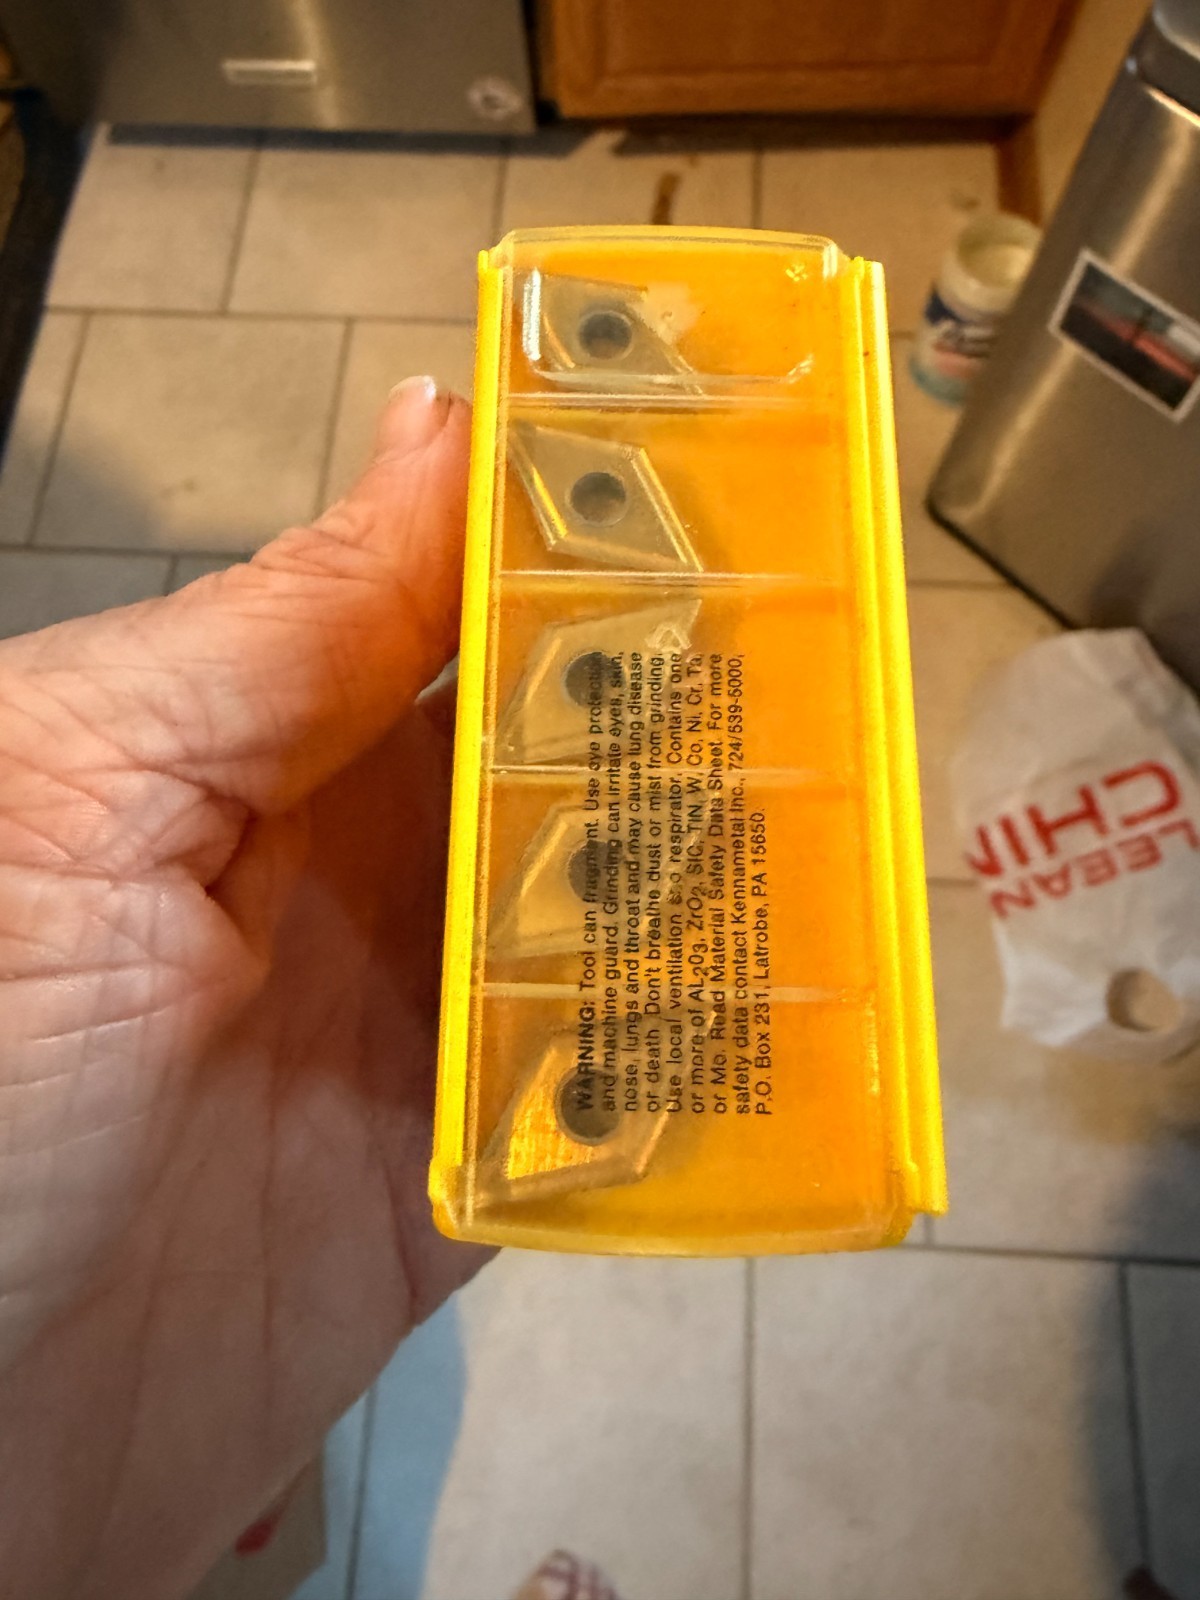 WARNING: Tool can fragment. Use eye protection
and machine guard. Grinding can irritate eyes, skin,
nose, lungs and throat and may cause lung disease
or death. Don't breathe dust or mist from grinding.
Use local ventilation and respirator. Contains one
or more of AL2O3, ZrO2, SiC, TiN, W, Co, Ni, Cr, Ta,
or Mo. Read Material Safety Data Sheet. For more
safety data contact Kennametal Inc., 724/539-5000,
P.O. Box 231, Latrobe, PA 15650.
LEBAN
CHIN